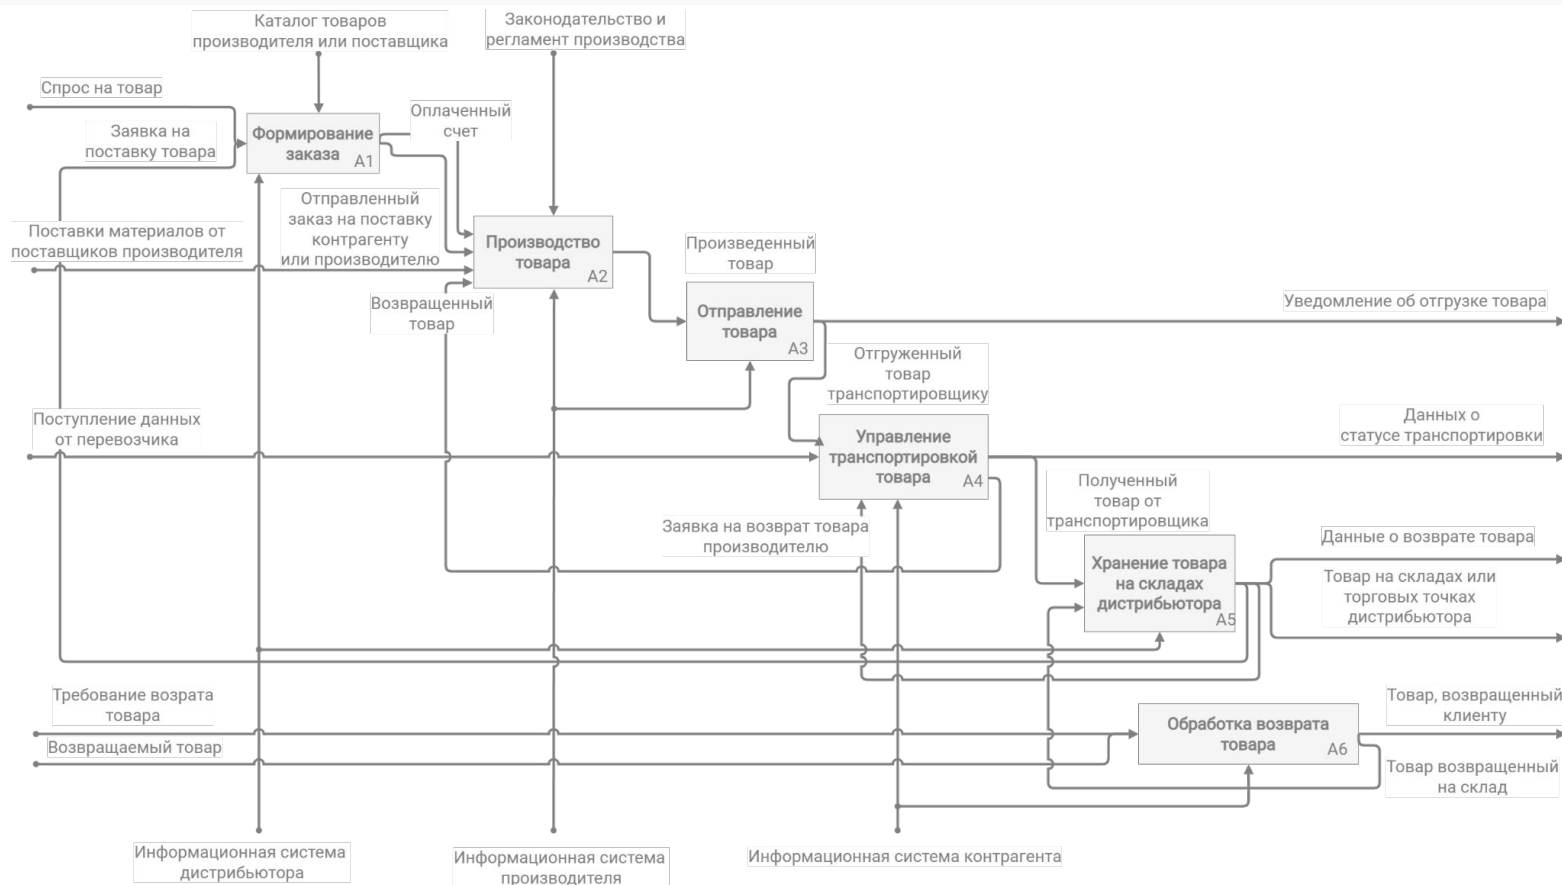 Каталог товаров
производителя или поставщика
Законодательство и
регламент производства
Спрос на товар
Заявка на
поставку товара
Формирование
заказа
A1
Оплаченный
счет
Отправленный
заказ на поставку
контрагенту
или производителю
Поставки материалов от
поставщиков производителя
Производство
товара
A2
Произведенный
товар
Возвращенный
товар
Отправление
товара
A3
Уведомление об отгрузке товара
Отгруженный
товар
транспортировщику
Поступление данных
от перевозчика
Управление
транспортировкой
товара
A4
Данных о
статусе транспортировки
Полученный
товар от
транспортировщика
Заявка на возврат товара
производителю
Данные о возврате товара
Хранение товара
на складах
дистрибьютора
A5
Товар на складах или
торговых точках
дистрибьютора
Требование возрата
товара
Возвращаемый товар
Обработка возврата
товара
A6
Товар, возвращенный
клиенту
Товар возвращенный
на склад
Информационная система
дистрибьютора
Информационная система
производителя
Информационная система контрагента